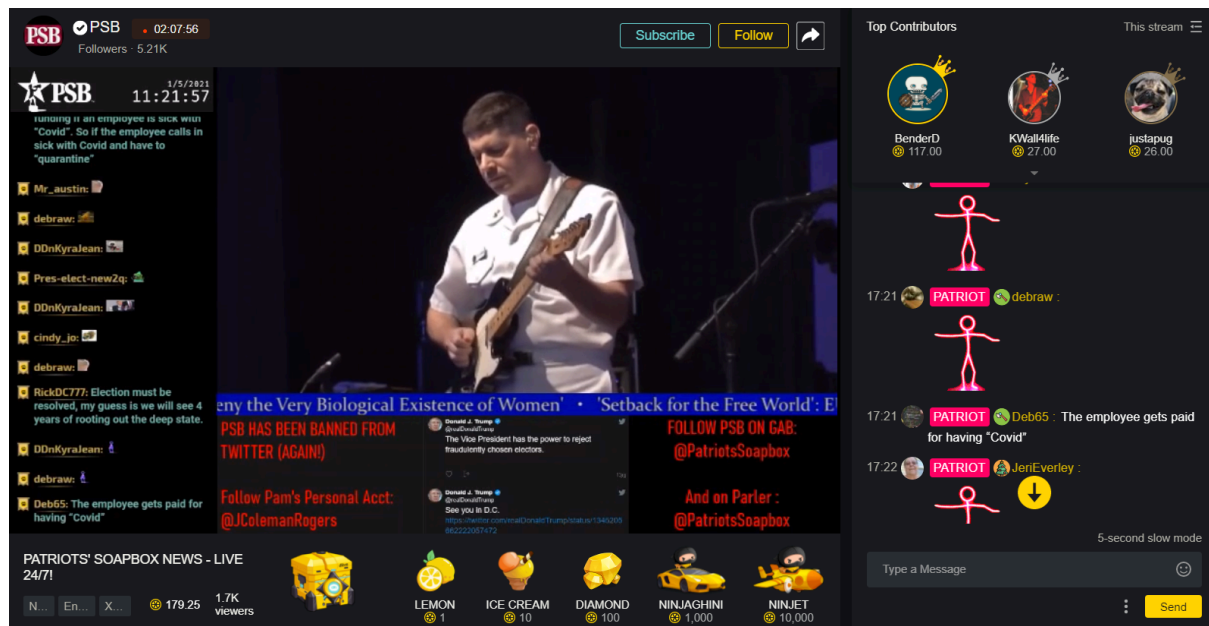 PSB
PSB
02:07:56
Followers · 5.21K
Subscribe
Follow
PSB
1/5/2021
11:21:57
funding if an employee is sick with
"Covid". So if the employee calls in
sick with Covid and have to
"quarantine"
Mr_austin:
debraw:
DDnKyraJean:
Pres-elect-new2q:
DDnKyraJean:
cindy_jo:
debraw:
RickDC777: Election must be
resolved, my guess is we will see 4
years of rooting out the deep state.
DDnKyraJean:
debraw:
Deb65: The employee gets paid for
having "Covid"
eny the Very Biological Existence of Women' • 'Setback for the Free World': E
PSB HAS BEEN BANNED FROM
TWITTER (AGAIN!)
Follow Pam's Personal Acct:
@JColemanRogers
Donald J. Trump
@realDonaldTrump
The Vice President has the power to reject
fraudulently chosen electors.
Donald J. Trump
@realDonaldTrump
See you in D.C.
FOLLOW PSB ON GAB:
@PatriotsSoapbox
And on Parler :
@PatriotsSoapbox
PATRIOTS' SOAPBOX NEWS - LIVE
24/7!
N...
En...
X...
179.25
1.7K
viewers
LEMON
1
ICE CREAM
10
DIAMOND
100
NINJAGHINI
1,000
NINJET
10,000
Top Contributors
This stream
BenderD
117.00
KWall4life
27.00
justapug
26.00
17:21 PATRIOT debraw :
17:21 PATRIOT Deb65 : The employee gets paid
for having "Covid"
17:22 PATRIOT JeriEverley :
5-second slow mode
Type a Message
Send